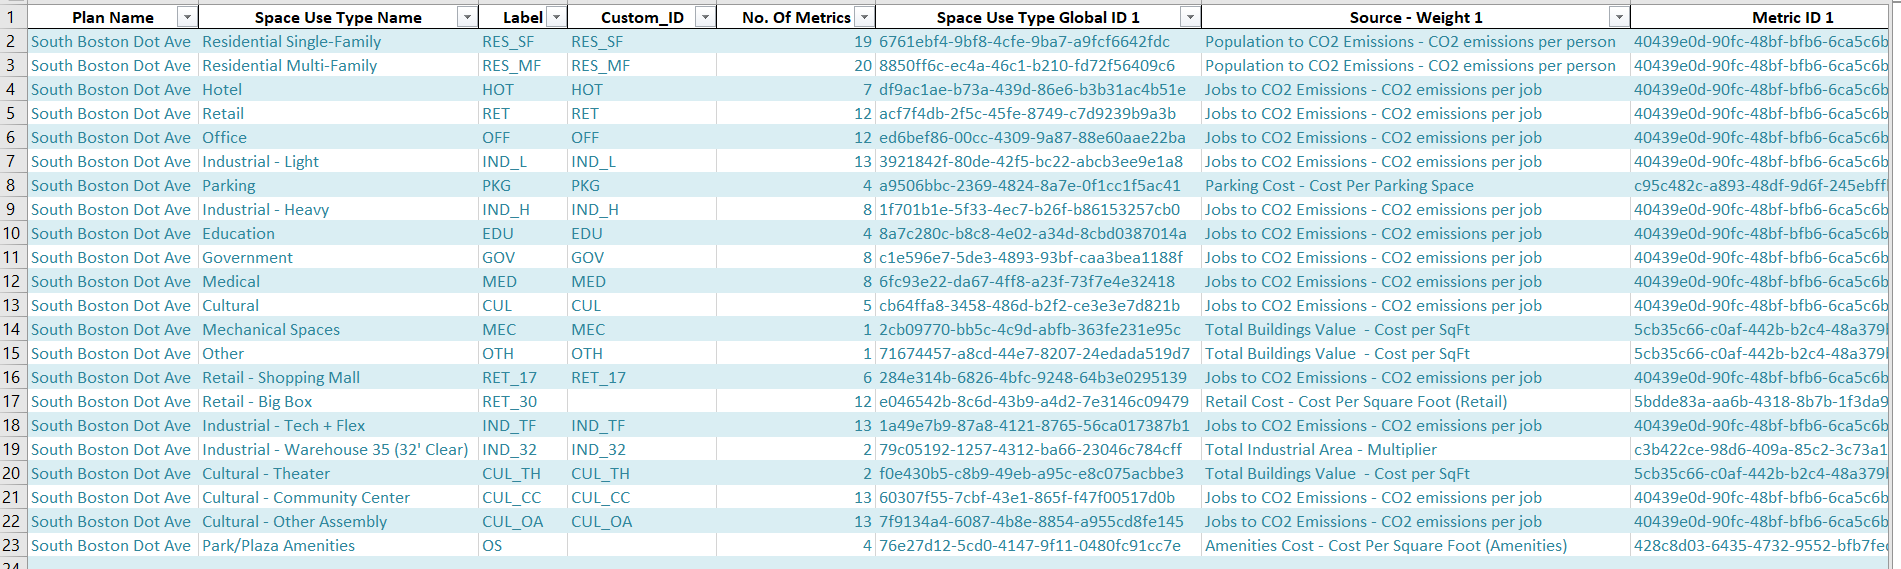 1 Plan Name Space Use Type Name Label Custom_ID No. Of Metrics Space Use Type Global ID 1 Source - Weight 1 Metric ID 1
2 South Boston Dot Ave Residential Single-Family RES_SF RES_SF 19 6761ebf4-9bf8-4cfe-9ba7-a9fcf6642fdc Population to CO2 Emissions - CO2 emissions per person 40439e0d-90fc-48bf-bfb6-6ca5c6b
3 South Boston Dot Ave Residential Multi-Family RES_MF RES_MF 20 8850ff6c-ec4a-46c1-b210-fd72f56409c6 Population to CO2 Emissions - CO2 emissions per person 40439e0d-90fc-48bf-bfb6-6ca5c6b
4 South Boston Dot Ave Hotel HOT HOT 7 df9ac1ae-b73a-439d-86e6-b3b31ac4b51e Jobs to CO2 Emissions - CO2 emissions per job 40439e0d-90fc-48bf-bfb6-6ca5c6b
5 South Boston Dot Ave Retail RET RET 12 acf7f4db-2f5c-45fe-8749-c7d9239b9a3b Jobs to CO2 Emissions - CO2 emissions per job 40439e0d-90fc-48bf-bfb6-6ca5c6b
6 South Boston Dot Ave Office OFF OFF 12 ed6bef86-00cc-4309-9a87-88e60aae22ba Jobs to CO2 Emissions - CO2 emissions per job 40439e0d-90fc-48bf-bfb6-6ca5c6b
7 South Boston Dot Ave Industrial - Light IND_L IND_L 13 3921842f-80de-42f5-bc22-abcb3ee9e1a8 Jobs to CO2 Emissions - CO2 emissions per job 40439e0d-90fc-48bf-bfb6-6ca5c6b
8 South Boston Dot Ave Parking PKG PKG 4 a9506bbc-2369-4824-8a7e-0f1cc1f5ac41 Parking Cost - Cost Per Parking Space c95c482c-a893-48df-9d6f-245ebff
9 South Boston Dot Ave Industrial - Heavy IND_H IND_H 8 1f701b1e-5f33-4ec7-b26f-b86153257cb0 Jobs to CO2 Emissions - CO2 emissions per job 40439e0d-90fc-48bf-bfb6-6ca5c6b
10 South Boston Dot Ave Education EDU EDU 4 8a7c280c-b8c8-4e02-a34d-8cbd0387014a Jobs to CO2 Emissions - CO2 emissions per job 40439e0d-90fc-48bf-bfb6-6ca5c6b
11 South Boston Dot Ave Government GOV GOV 8 c1e596e7-5de3-4893-93bf-caa3bea1188f Jobs to CO2 Emissions - CO2 emissions per job 40439e0d-90fc-48bf-bfb6-6ca5c6b
12 South Boston Dot Ave Medical MED MED 8 6fc93e22-da67-4ff8-a23f-73f7e4e32418 Jobs to CO2 Emissions - CO2 emissions per job 40439e0d-90fc-48bf-bfb6-6ca5c6b
13 South Boston Dot Ave Cultural CUL CUL 5 cb64ffa8-3458-486d-b2f2-ce3e3e7d821b Jobs to CO2 Emissions - CO2 emissions per job 40439e0d-90fc-48bf-bfb6-6ca5c6b
14 South Boston Dot Ave Mechanical Spaces MEC MEC 1 2cb09770-bb5c-4c9d-abfb-363fe231e95c Total Buildings Value  - Cost per SqFt 5cb35c66-c0af-442b-b2c4-48a379
15 South Boston Dot Ave Other OTH OTH 1 71674457-a8cd-44e7-8207-24edada519d7 Total Buildings Value  - Cost per SqFt 5cb35c66-c0af-442b-b2c4-48a379
16 South Boston Dot Ave Retail - Shopping Mall RET_17 RET_17 6 284e314b-6826-4bfc-9248-64b3e0295139 Jobs to CO2 Emissions - CO2 emissions per job 40439e0d-90fc-48bf-bfb6-6ca5c6b
17 South Boston Dot Ave Retail - Big Box RET_30 12 e046542b-8c6d-43b9-a4d2-7e3146c09479 Retail Cost - Cost Per Square Foot (Retail) 5bdde83a-aa6b-4318-8b7b-1f3da9
18 South Boston Dot Ave Industrial - Tech + Flex IND_TF IND_TF 13 1a49e7b9-87a8-4121-8765-56ca017387b1 Jobs to CO2 Emissions - CO2 emissions per job 40439e0d-90fc-48bf-bfb6-6ca5c6b
19 South Boston Dot Ave Industrial - Warehouse 35 (32' Clear) IND_32 IND_32 2 79c05192-1257-4312-ba66-23046c784cff Total Industrial Area - Multiplier c3b422ce-98d6-409a-85c2-3c73a1
20 South Boston Dot Ave Cultural - Theater CUL_TH CUL_TH 2 f0e430b5-c8b9-49eb-a95c-e8c075acbbe3 Total Buildings Value  - Cost per SqFt 5cb35c66-c0af-442b-b2c4-48a379
21 South Boston Dot Ave Cultural - Community Center CUL_CC CUL_CC 13 60307f55-7cbf-43e1-865f-f47f00517d0b Jobs to CO2 Emissions - CO2 emissions per job 40439e0d-90fc-48bf-bfb6-6ca5c6b
22 South Boston Dot Ave Cultural - Other Assembly CUL_OA CUL_OA 13 7f9134a4-6087-4b8e-8854-a955cd8fe145 Jobs to CO2 Emissions - CO2 emissions per job 40439e0d-90fc-48bf-bfb6-6ca5c6b
23 South Boston Dot Ave Park/Plaza Amenities OS 4 76e27d12-5cd0-4147-9f11-0480fc91cc7e Amenities Cost - Cost Per Square Foot (Amenities) 428c8d03-6435-4732-9552-bfb7fe
24